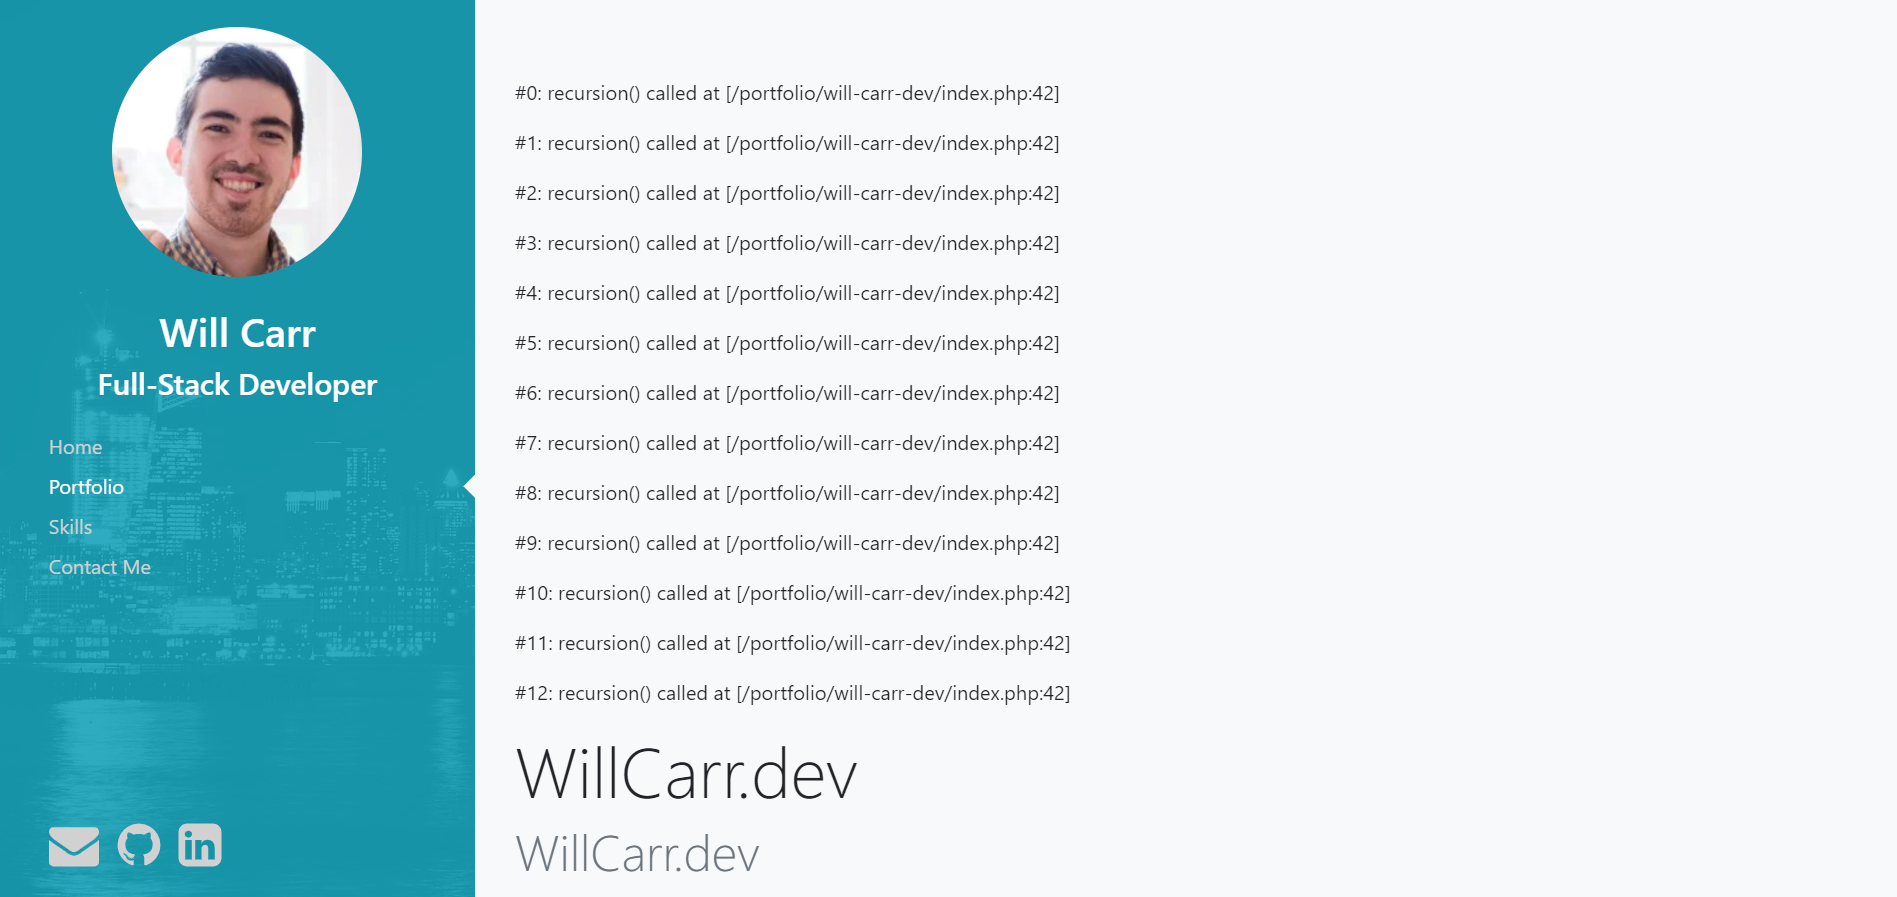 Will Carr
Full-Stack Developer
Home
Portfolio
Skills
Contact Me
in
#0: recursion() called at [/portfolio/will-carr-dev/index.php:42]
#1: recursion() called at [/portfolio/will-carr-dev/index.php:42]
#2: recursion() called at [/portfolio/will-carr-dev/index.php:42]
#3: recursion() called at [/portfolio/will-carr-dev/index.php:42]
#4: recursion() called at [/portfolio/will-carr-dev/index.php:42]
#5: recursion() called at [/portfolio/will-carr-dev/index.php:42]
#6: recursion() called at [/portfolio/will-carr-dev/index.php:42]
#7: recursion() called at [/portfolio/will-carr-dev/index.php:42]
#8: recursion() called at [/portfolio/will-carr-dev/index.php:42]
#9: recursion() called at [/portfolio/will-carr-dev/index.php:42]
#10: recursion() called at [/portfolio/will-carr-dev/index.php:42]
#11: recursion() called at [/portfolio/will-carr-dev/index.php:42]
#12: recursion() called at [/portfolio/will-carr-dev/index.php:42]
WillCarr.dev
WillCarr.dev